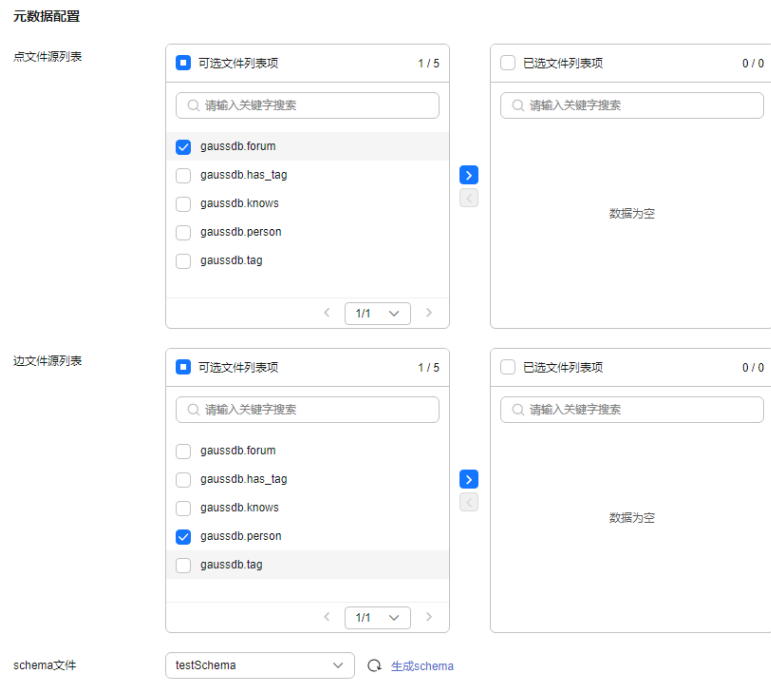 元数据配置
点文件源列表
可选文件列表项 1 / 5
请输入关键字搜索
gaussdb.forum
gaussdb.has_tag
gaussdb.knows
gaussdb.person
gaussdb.tag
1/1
已选文件列表项 0 / 0
请输入关键字搜索
数据为空
边文件源列表
可选文件列表项 1 / 5
请输入关键字搜索
gaussdb.forum
gaussdb.has_tag
gaussdb.knows
gaussdb.person
gaussdb.tag
1/1
已选文件列表项 0 / 0
请输入关键字搜索
数据为空
schema文件 testSchema 生成schema